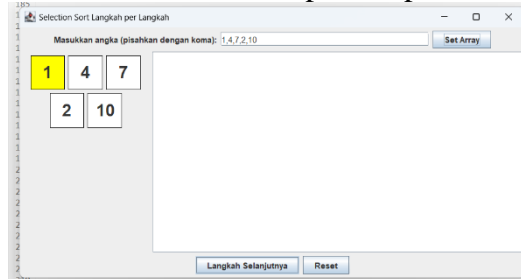 Selection Sort Langkah per Langkah
Masukkan angka (pisahkan dengan koma): 1,4,7,2,10 Set Array
1 4 7
2 10
Langkah Selanjutnya Reset